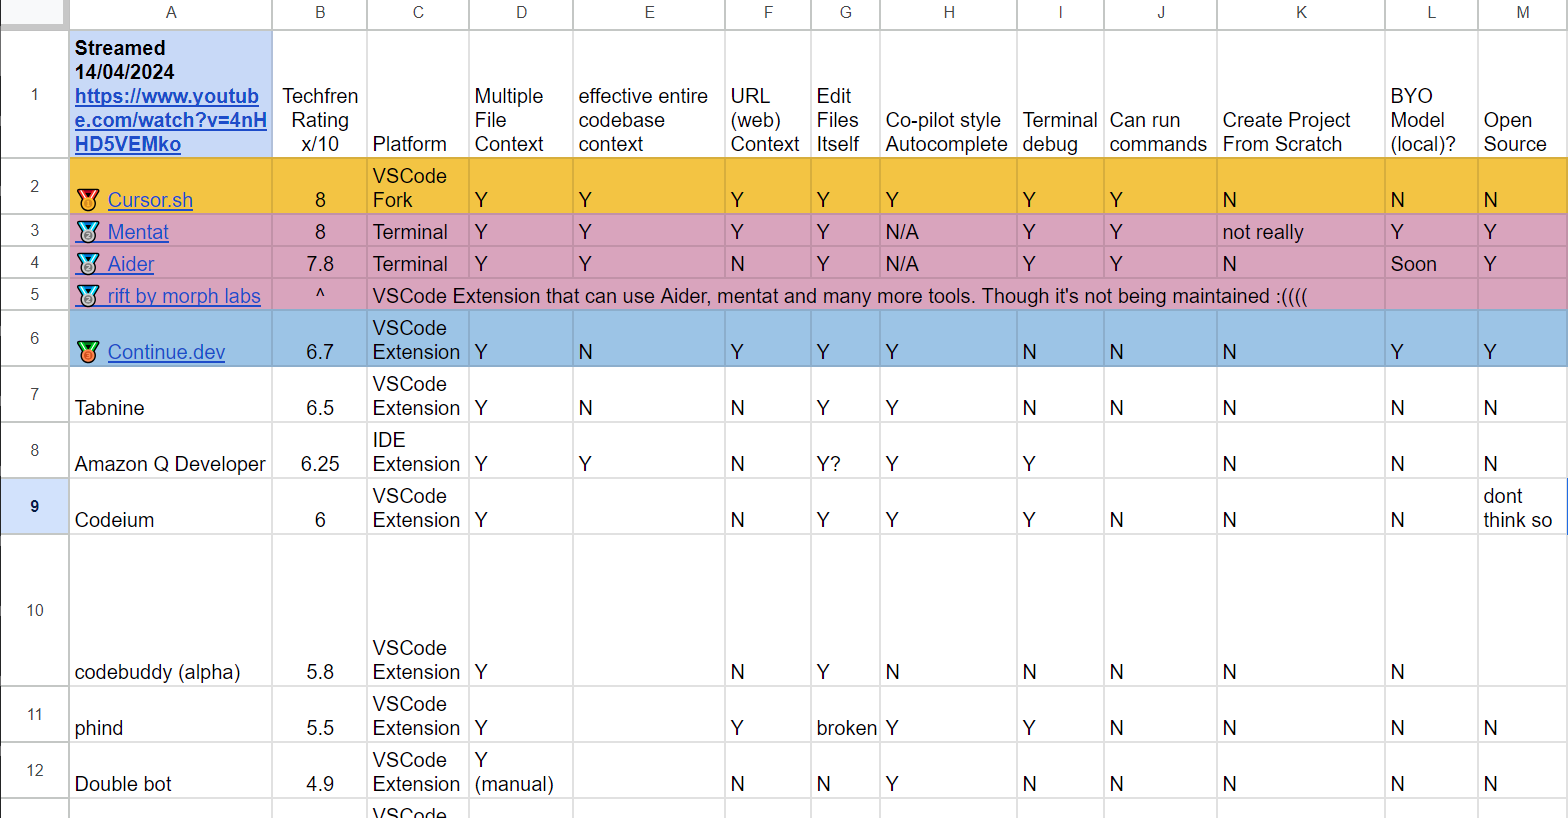 A B C D E F G H I J K L M
1 Streamed 14/04/2024 https://www.youtube.com/watch?v=4nHHD5VEMko Techfren Rating x/10 Platform Multiple File Context effective entire codebase context URL (web) Context Edit Files Itself Co-pilot style Autocomplete Terminal debug Can run commands Create Project From Scratch BYO Model (local)? Open Source
2 Cursor.sh 8 VSCode Fork Y Y Y Y Y Y Y N N N
3 Mentat 8 Terminal Y Y Y Y N/A Y Y not really Y Y
4 Aider 7.8 Terminal Y Y N Y N/A Y Y N Soon Y
5 rift by morph labs ^ VSCode Extension that can use Aider, mentat and many more tools. Though it's not being maintained :((((
6 Continue.dev 6.7 VSCode Extension Y N Y Y Y N N N Y Y
7 Tabnine 6.5 VSCode Extension Y N N Y Y N N N N N
8 Amazon Q Developer 6.25 IDE Extension Y Y N Y? Y Y N N N
9 Codeium 6 VSCode Extension Y N Y Y Y N N N dont think so
10 codebuddy (alpha) 5.8 VSCode Extension Y N Y N N N N N
11 phind 5.5 VSCode Extension Y Y broken Y Y N N N N
12 Double bot 4.9 VSCode Extension Y (manual) N N Y N N N N N
VSCode